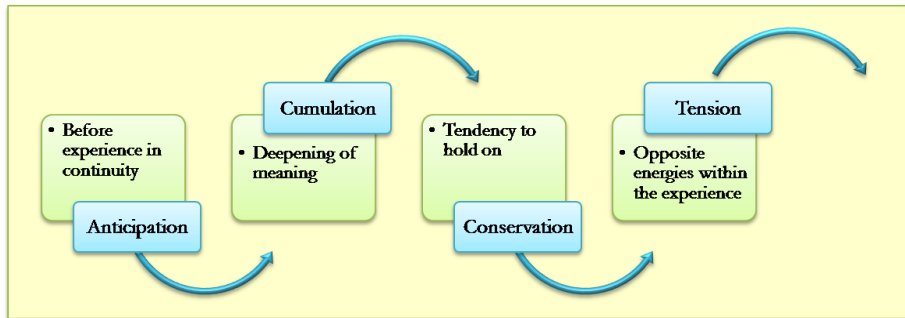 • Before
experience in
continuity
Anticipation
Cumulation
• Deepening of
meaning
• Tendency to
hold on
Conservation
Tension
• Opposite
energies within
the experience